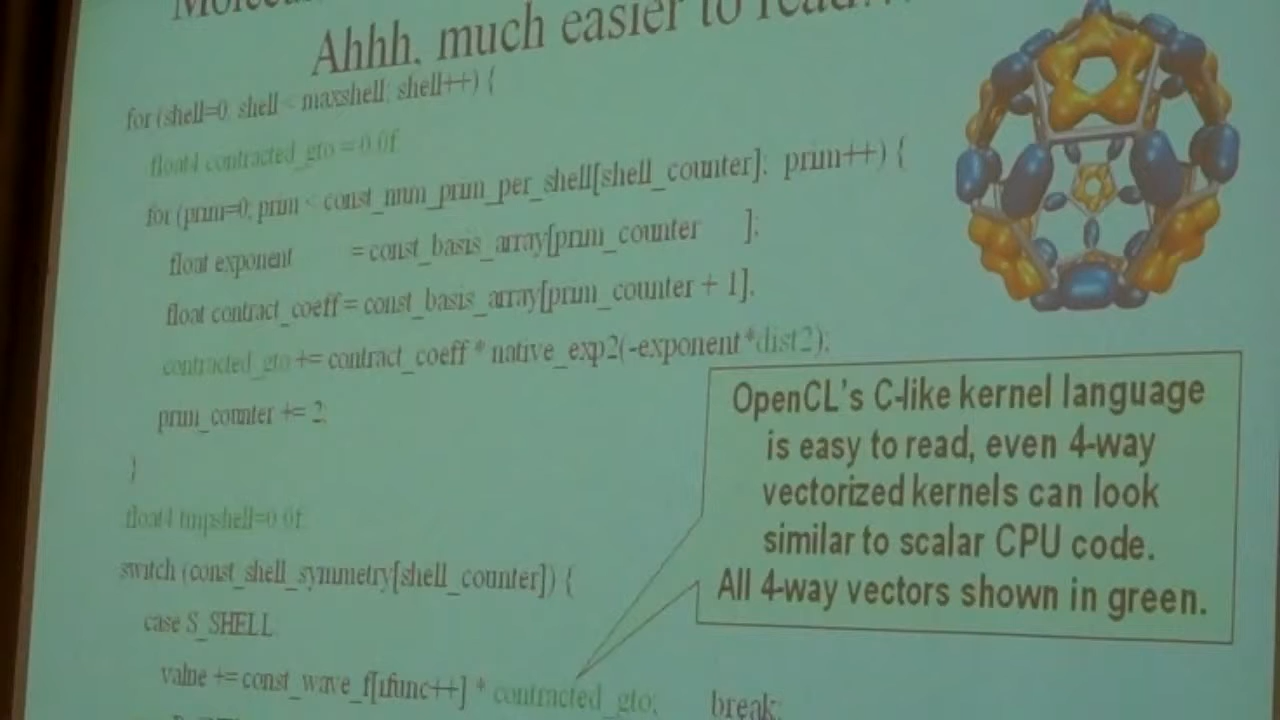 Ahhh, much easier to read...
for (shell=0; shell < maxshell; shell++) {
float4 contracted_gto = 0.0f;
for (prim=0; prim < const_num_prim_per_shell[shell_counter]; prim++) {
float exponent = const_basis_array[prim_counter ];
float contract_coeff = const_basis_array[prim_counter + 1];
contracted_gto += contract_coeff * native_exp2(-exponent*dist2);
prim_counter += 2;
}
float4 tmpshell=0.0f;
switch (const_shell_symmetry[shell_counter]) {
case S_SHELL:
value += const_wave_f[ifunc++] * contracted_gto; break;
OpenCL's C-like kernel language
is easy to read, even 4-way
vectorized kernels can look
similar to scalar CPU code.
All 4-way vectors shown in green.